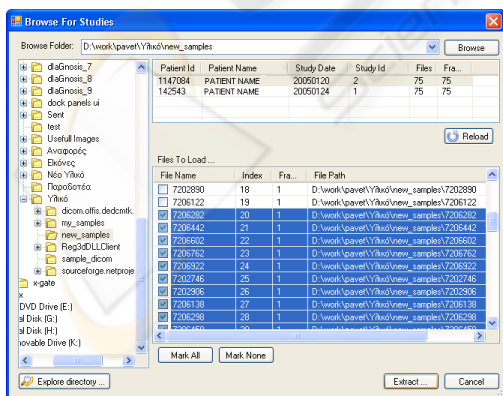 Browse For Studies
Browse Folder: D:\work\pavet\Υλικό\new_samples Browse
dlaGnosis_7
dlaGnosis_8
dlaGnosis_9
dock panels ui
Sent
test
Usefull Images
Αναφορές
Εικόνες
Νέο Υλικό
Παραδοτέα
Υλικό
dicom.offis.dedcmtk.
my_samples
new_samples
Reg3dDLLClient
sample_dicom
sourceforge.netproje
x-gate
x
DVD Drive (E:)
al Disk (G:)
al Disk (H:)
novable Drive (K:)
Patient Id Patient Name Study Date Study Id Files Fra...
1147084 PATIENT NAME 20050120 2 75 75
142543 PATIENT NAME 20050124 1 75 75
Reload
Files To Load ...
File Name Index Fra... File Path
7202890 18 1 D:\work\pavet\Υλικό\new_samples\7202890
7206122 19 1 D:\work\pavet\Υλικό\new_samples\7206122
7206282 20 1 D:\work\pavet\Υλικό\new_samples\7206282
7206442 21 1 D:\work\pavet\Υλικό\new_samples\7206442
7206602 22 1 D:\work\pavet\Υλικό\new_samples\7206602
7206762 23 1 D:\work\pavet\Υλικό\new_samples\7206762
7206922 24 1 D:\work\pavet\Υλικό\new_samples\7206922
7202746 25 1 D:\work\pavet\Υλικό\new_samples\7202746
7202906 26 1 D:\work\pavet\Υλικό\new_samples\7202906
7206138 27 1 D:\work\pavet\Υλικό\new_samples\7206138
7206298 28 1 D:\work\pavet\Υλικό\new_samples\7206298
Mark All Mark None
Explore directory ... Extract ... Cancel